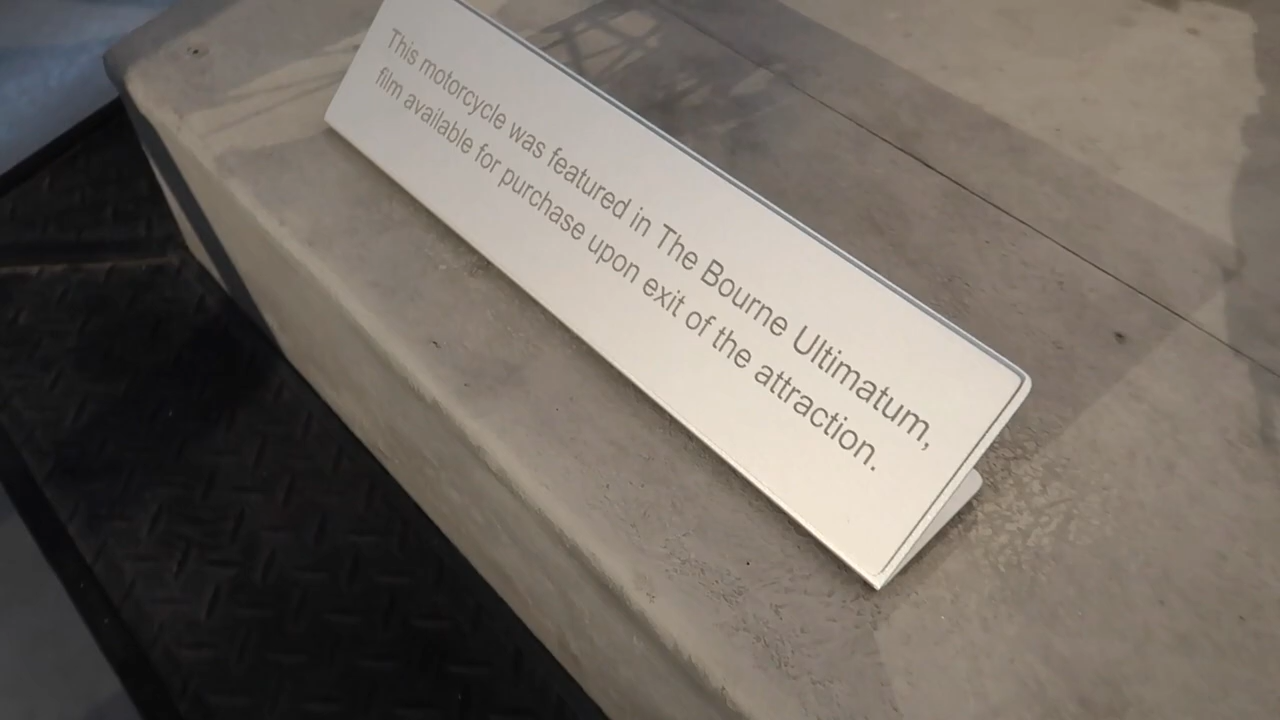 This motorcycle was featured in The Bourne Ultimatum,
film available for purchase upon exit of the attraction.